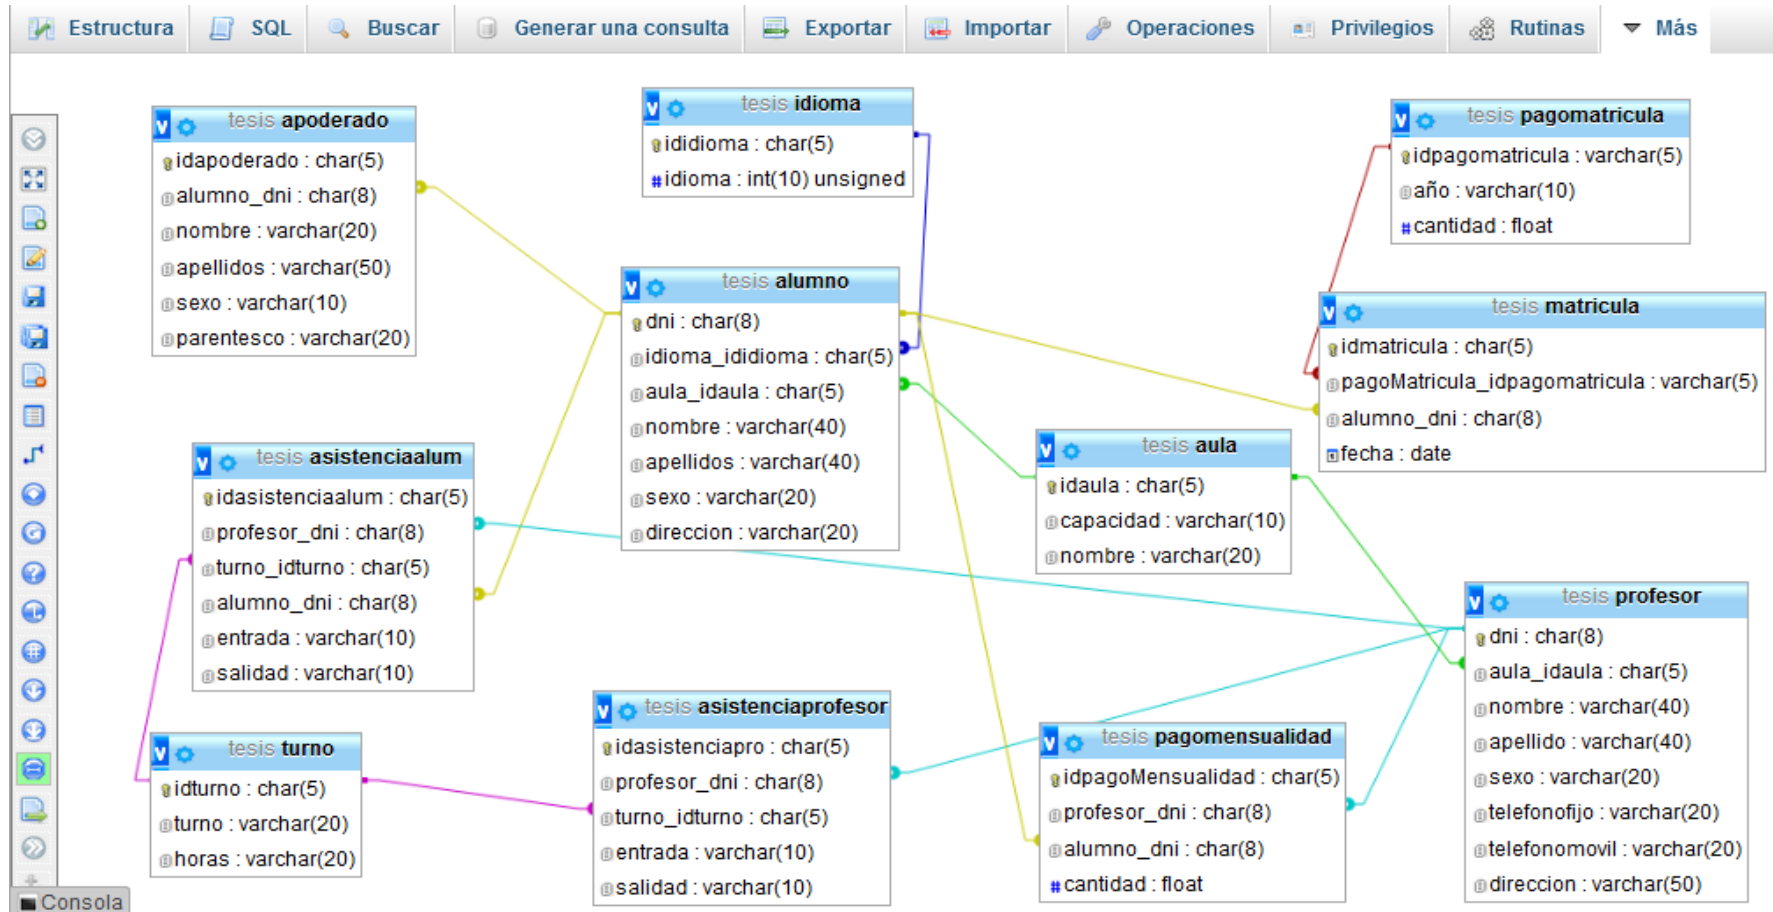 Estructura SQL Buscar Generar una consulta Exportar Importar Operaciones Privilegios Rutinas Más
tesis apoderado
idapoderado : char(5)
alumno_dni : char(8)
nombre : varchar(20)
apellidos : varchar(50)
sexo : varchar(10)
parentesco : varchar(20)
tesis idioma
ididioma : char(5)
idioma : int(10) unsigned
tesis pagomatricula
idpagomatricula : varchar(5)
año : varchar(10)
cantidad : float
tesis alumno
dni : char(8)
idioma_ididioma : char(5)
aula_idaula : char(5)
nombre : varchar(40)
apellidos : varchar(40)
sexo : varchar(20)
direccion : varchar(20)
tesis matricula
idmatricula : char(5)
pagoMatricula_idpagomatricula : varchar(5)
alumno_dni : char(8)
fecha : date
tesis asistenciaalum
idasistenciaalum : char(5)
profesor_dni : char(8)
turno_idturno : char(5)
alumno_dni : char(8)
entrada : varchar(10)
salidad : varchar(10)
tesis aula
idaula : char(5)
capacidad : varchar(10)
nombre : varchar(20)
tesis profesor
dni : char(8)
aula_idaula : char(5)
nombre : varchar(40)
apellido : varchar(40)
sexo : varchar(20)
telefonofijo : varchar(20)
telefonomovil : varchar(20)
direccion : varchar(50)
tesis turno
idturno : char(5)
turno : varchar(20)
horas : varchar(20)
tesis asistenciaprofesor
idasistenciapro : char(5)
profesor_dni : char(8)
turno_idturno : char(5)
entrada : varchar(10)
salidad : varchar(10)
tesis pagomensualidad
idpagoMensualidad : char(5)
profesor_dni : char(8)
alumno_dni : char(8)
cantidad : float
Consola